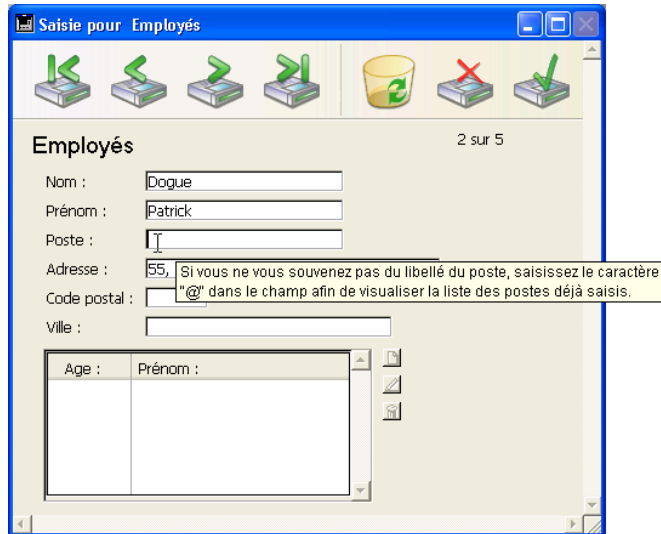 Saisie pour Employés
Employés
2 sur 5
Nom :
Dogue
Prénom :
Patrick
Poste :
Adresse :
55,
Si vous ne vous souvenez pas du libellé du poste, saisissez le caractère
"@" dans le champ afin de visualiser la liste des postes déjà saisis.
Code postal :
Ville :
Age :
Prénom :